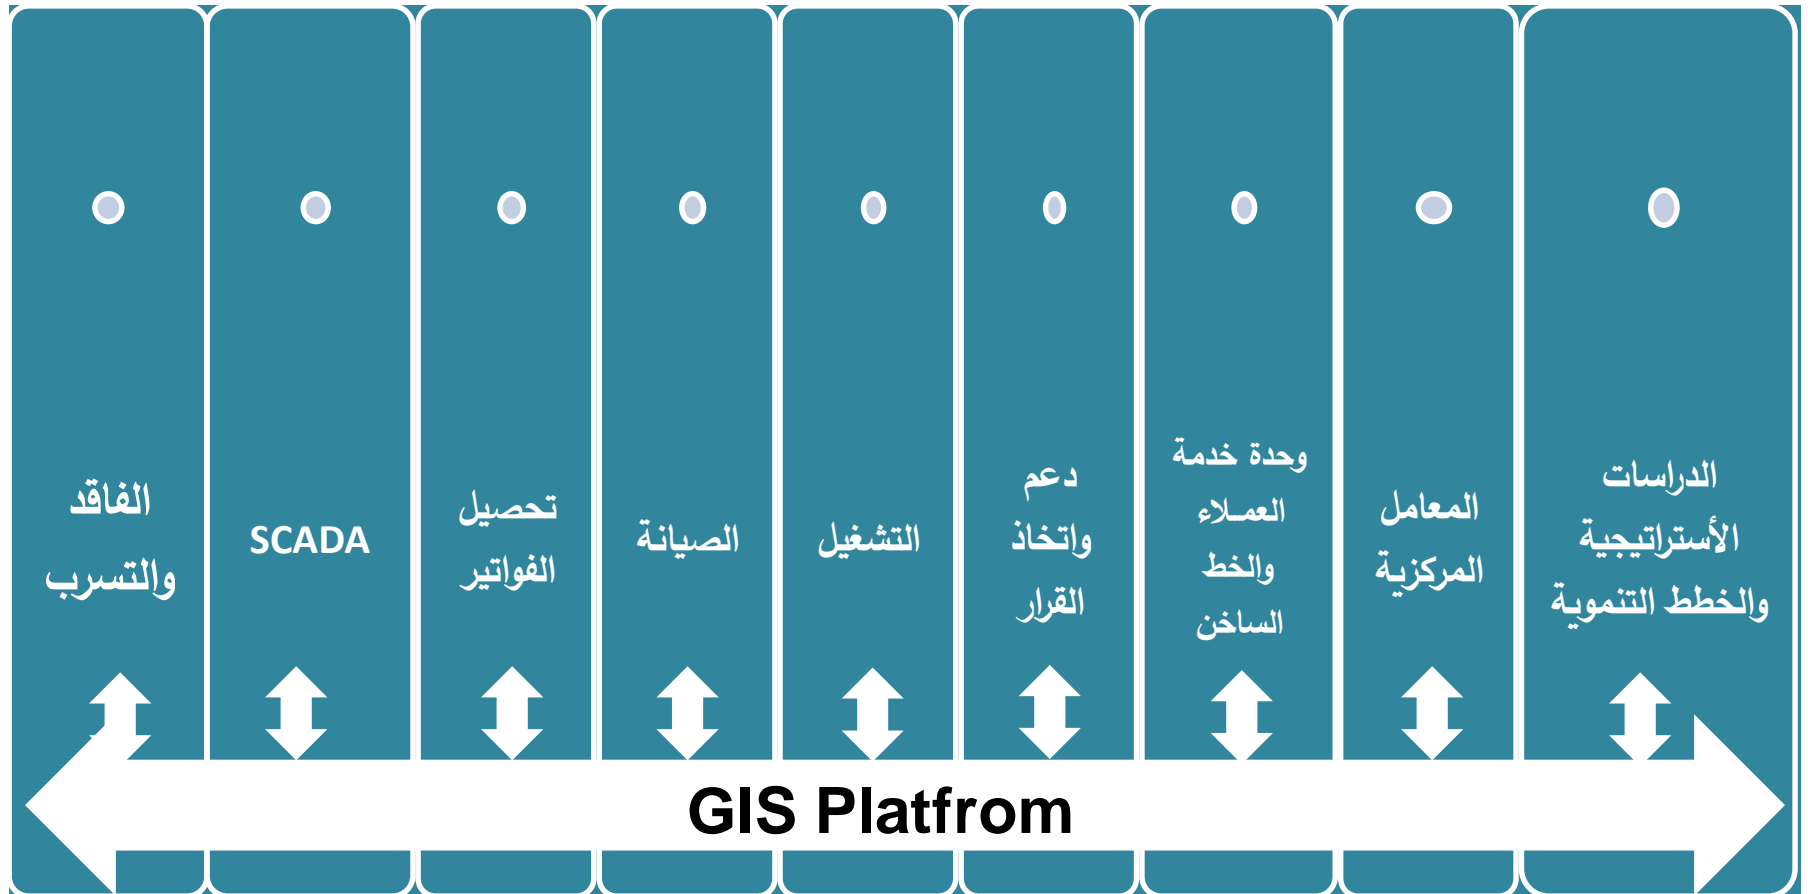 الدراسات
الأستراتيجية
والخطط التنموية
المعامل
المركزية
وحدة خدمة
العملاء
والخط
الساخن
دعم
واتخاذ
القرار
التشغيل
الصيانة
تحصيل
الفواتير
SCADA
الفاقد
والتسرب
GIS Platfrom